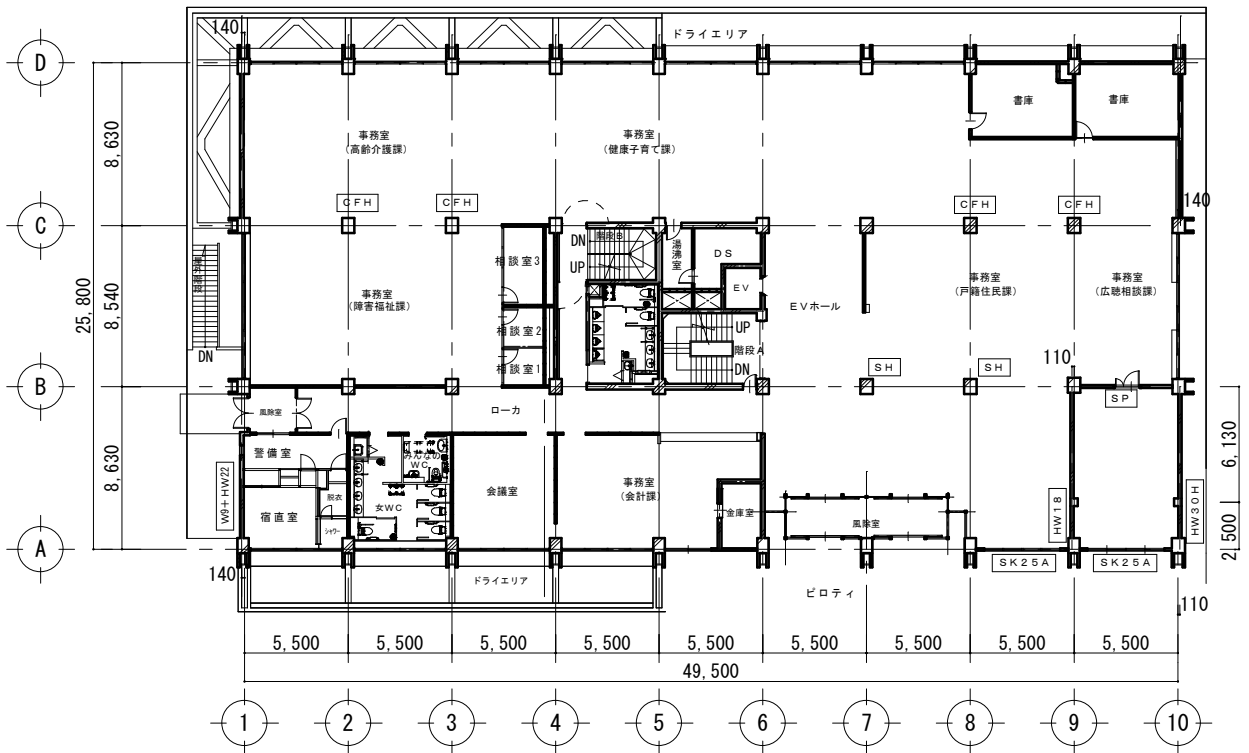 140
ドライエリア
D
書庫
書庫
事務室
(高齢介護課)
事務室
(健康子育て課)
8,630
CFH
CFH
CFH
CFH
140
C
DN
階段B
UP
湯沸室
DS
EV
相談室3
屋外階段
事務室
(障害福祉課)
EVホール
事務室
(戸籍住民課)
事務室
(広聴相談課)
25,800
8,540
相談室2
UP
階段A
DN
DN
相談室1
SH
SH
110
B
SP
風除室
ローカ
警備室
みんなの
WC
8,630
W9+HW22
脱衣
宿直室
シャワー
女WC
会議室
事務室
(会計課)
金庫室
風除室
HW18
HW30H
6,130
2,500
A
140
SK25A
SK25A
ドライエリア
ピロティ
110
5,500
5,500
5,500
5,500
5,500
5,500
5,500
5,500
5,500
49,500
1
2
3
4
5
6
7
8
9
10